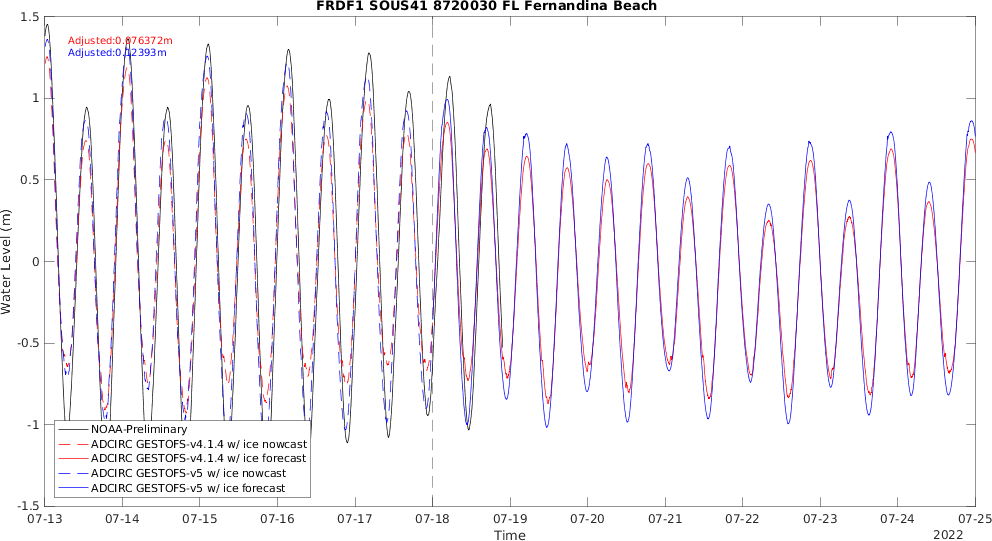 FRDF1 SOUS41 8720030 FL Fernandina Beach
Adjusted:0.076372m
Adjusted:0.12393m
1.5
1
0.5
0
-0.5
-1
-1.5
Water Level (m)
NOAA-Preliminary
ADCIRC GESTOFS-v4.1.4 w/ ice nowcast
ADCIRC GESTOFS-v4.1.4 w/ ice forecast
ADCIRC GESTOFS-v5 w/ ice nowcast
ADCIRC GESTOFS-v5 w/ ice forecast
07-13 07-14 07-15 07-16 07-17 07-18 07-19 07-20 07-21 07-22 07-23 07-24 07-25
Time
2022